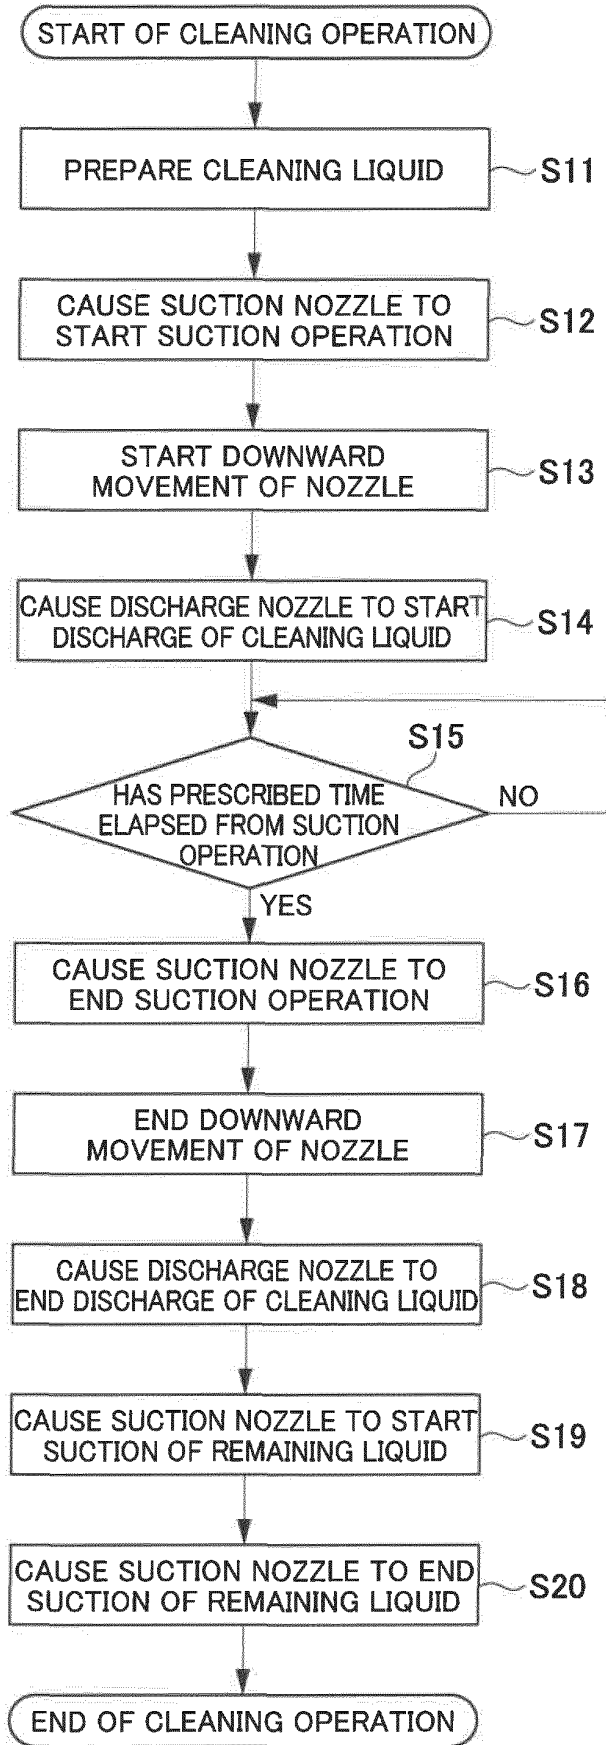 START OF CLEANING OPERATION
PREPARE CLEANING LIQUID
S11
CAUSE SUCTION NOZZLE TO
START SUCTION OPERATION
S12
START DOWNWARD
MOVEMENT OF NOZZLE
S13
CAUSE DISCHARGE NOZZLE TO START
DISCHARGE OF CLEANING LIQUID
S14
S15
HAS PRESCRIBED TIME
ELAPSED FROM SUCTION
OPERATION
NO
YES
CAUSE SUCTION NOZZLE TO
END SUCTION OPERATION
S16
END DOWNWARD
MOVEMENT OF NOZZLE
S17
CAUSE DISCHARGE NOZZLE TO
END DISCHARGE OF CLEANING LIQUID
S18
CAUSE SUCTION NOZZLE TO START
SUCTION OF REMAINING LIQUID
S19
CAUSE SUCTION NOZZLE TO END
SUCTION OF REMAINING LIQUID
S20
END OF CLEANING OPERATION